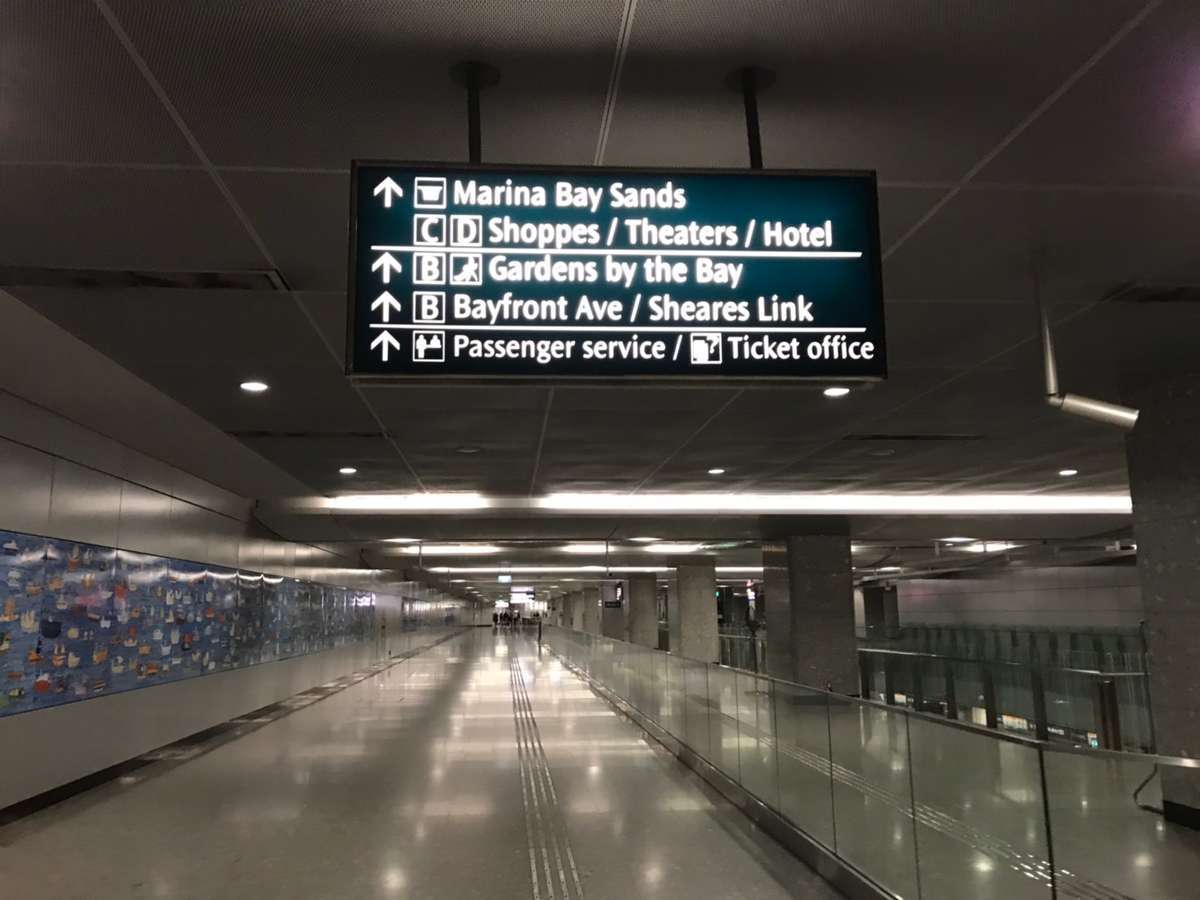 Marina Bay Sands
C D Shoppes / Theaters / Hotel
B Gardens by the Bay
B Bayfront Ave / Sheares Link
Passenger service / Ticket office